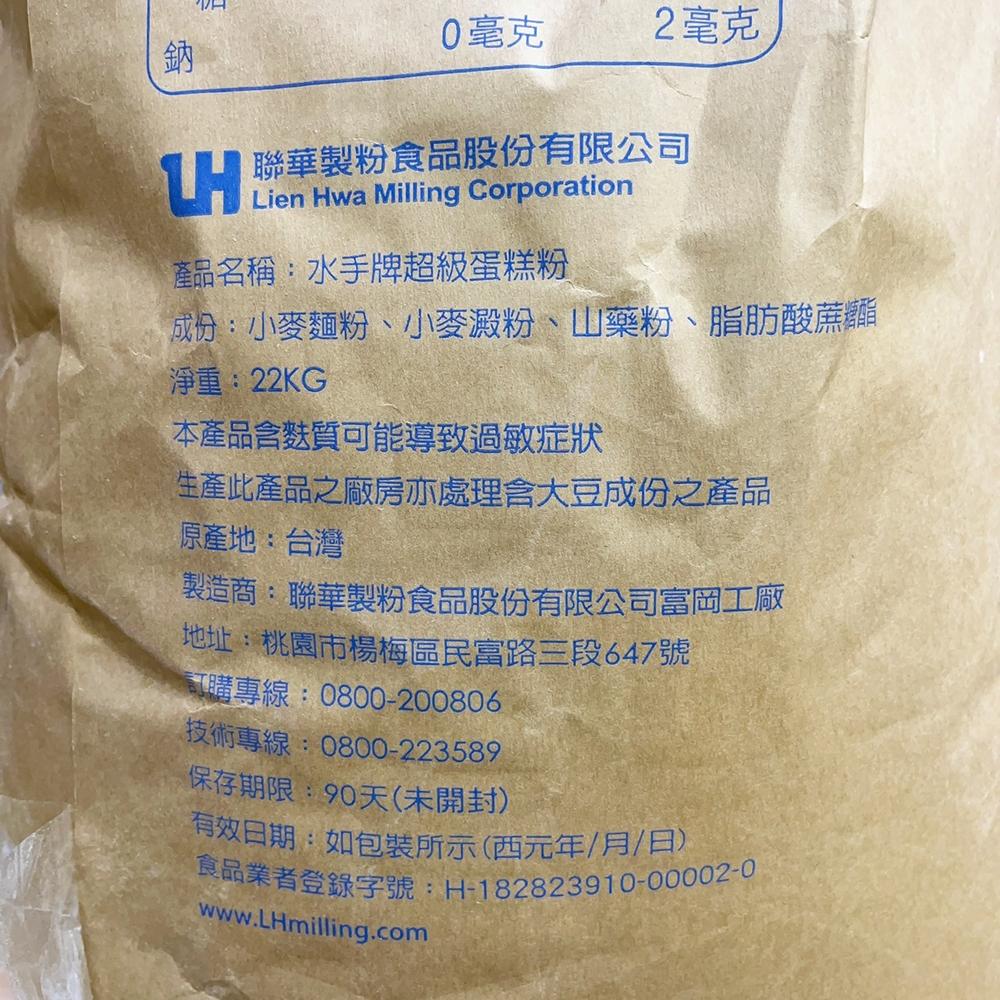 糖
鈉 0毫克 2毫克
LH 聯華製粉食品股份有限公司
Lien Hwa Milling Corporation
產品名稱：水手牌超級蛋糕粉
成份：小麥麵粉、小麥澱粉、山藥粉、脂肪酸蔗糖酯
淨重：22KG
本產品含麩質可能導致過敏症狀
生產此產品之廠房亦處理含大豆成份之產品
原產地：台灣
製造商：聯華製粉食品股份有限公司富岡工廠
地址：桃園市楊梅區民富路三段647號
訂購專線：0800-200806
技術專線：0800-223589
保存期限：90天(未開封)
有效日期：如包裝所示(西元年/月/日)
食品業者登錄字號：H-182823910-00002-0
www.LHmilling.com